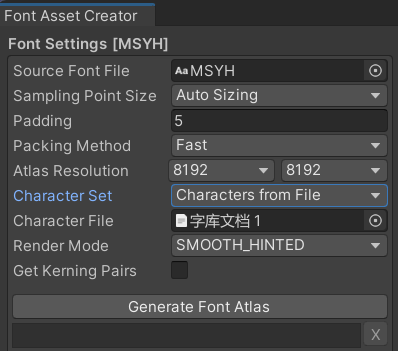 Font Asset Creator
Font Settings [MSYH]
Source Font File AaMSYH
Sampling Point Size Auto Sizing
Padding 5
Packing Method Fast
Atlas Resolution 8192 8192
Character Set Characters from File
Character File 字库文档 1
Render Mode SMOOTH_HINTED
Get Kerning Pairs
Generate Font Atlas
X